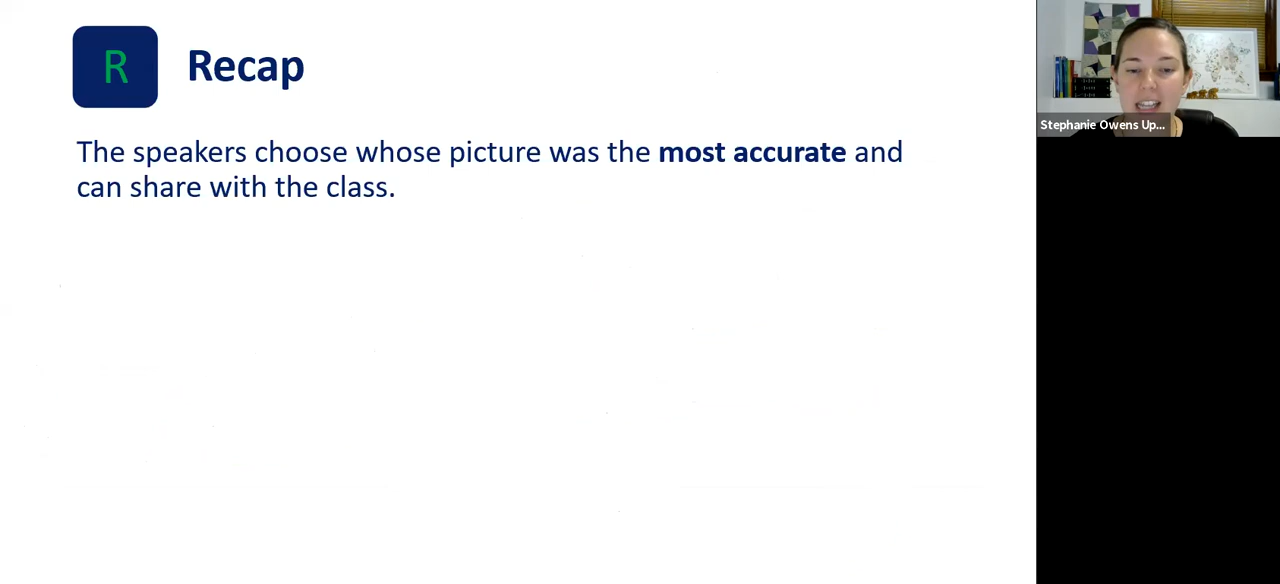 R
Recap
The speakers choose whose picture was the most accurate and
can share with the class.
Stephanie Owens Up...